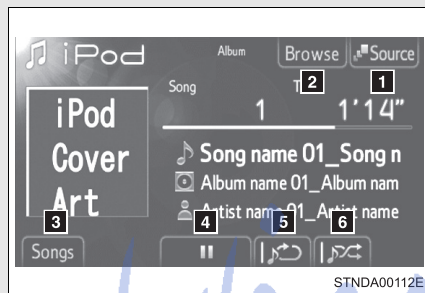 iPod Album Browse Source
2 1
Song T
1 1'14"
iPod
Cover
Art
Song name 01_Song n
Album name 01_Album nam
Artist name 01_Artist name
3 4 5 6
Songs
STNDA00112E